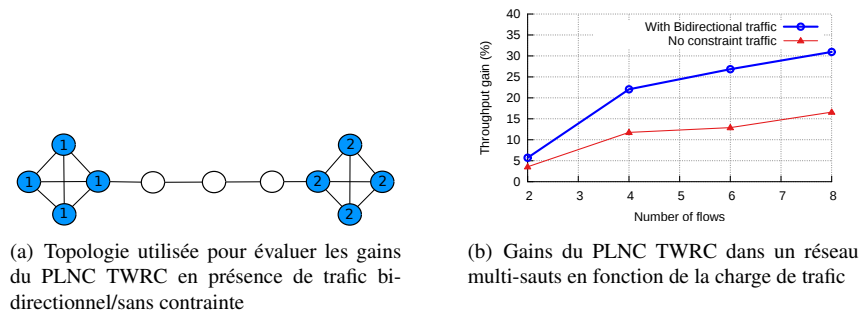 1
1
1
1
2
2
2
2
Throughput gain (%)
40
35
30
25
20
15
10
5
0
With Bidirectional traffic
No constraint traffic
2 3 4 5 6 7 8
Number of flows
(a) Topologie utilisée pour évaluer les gains
du PLNC TWRC en présence de trafic bi-
directionnel/sans contrainte
(b) Gains du PLNC TWRC dans un réseau
multi-sauts en fonction de la charge de trafic